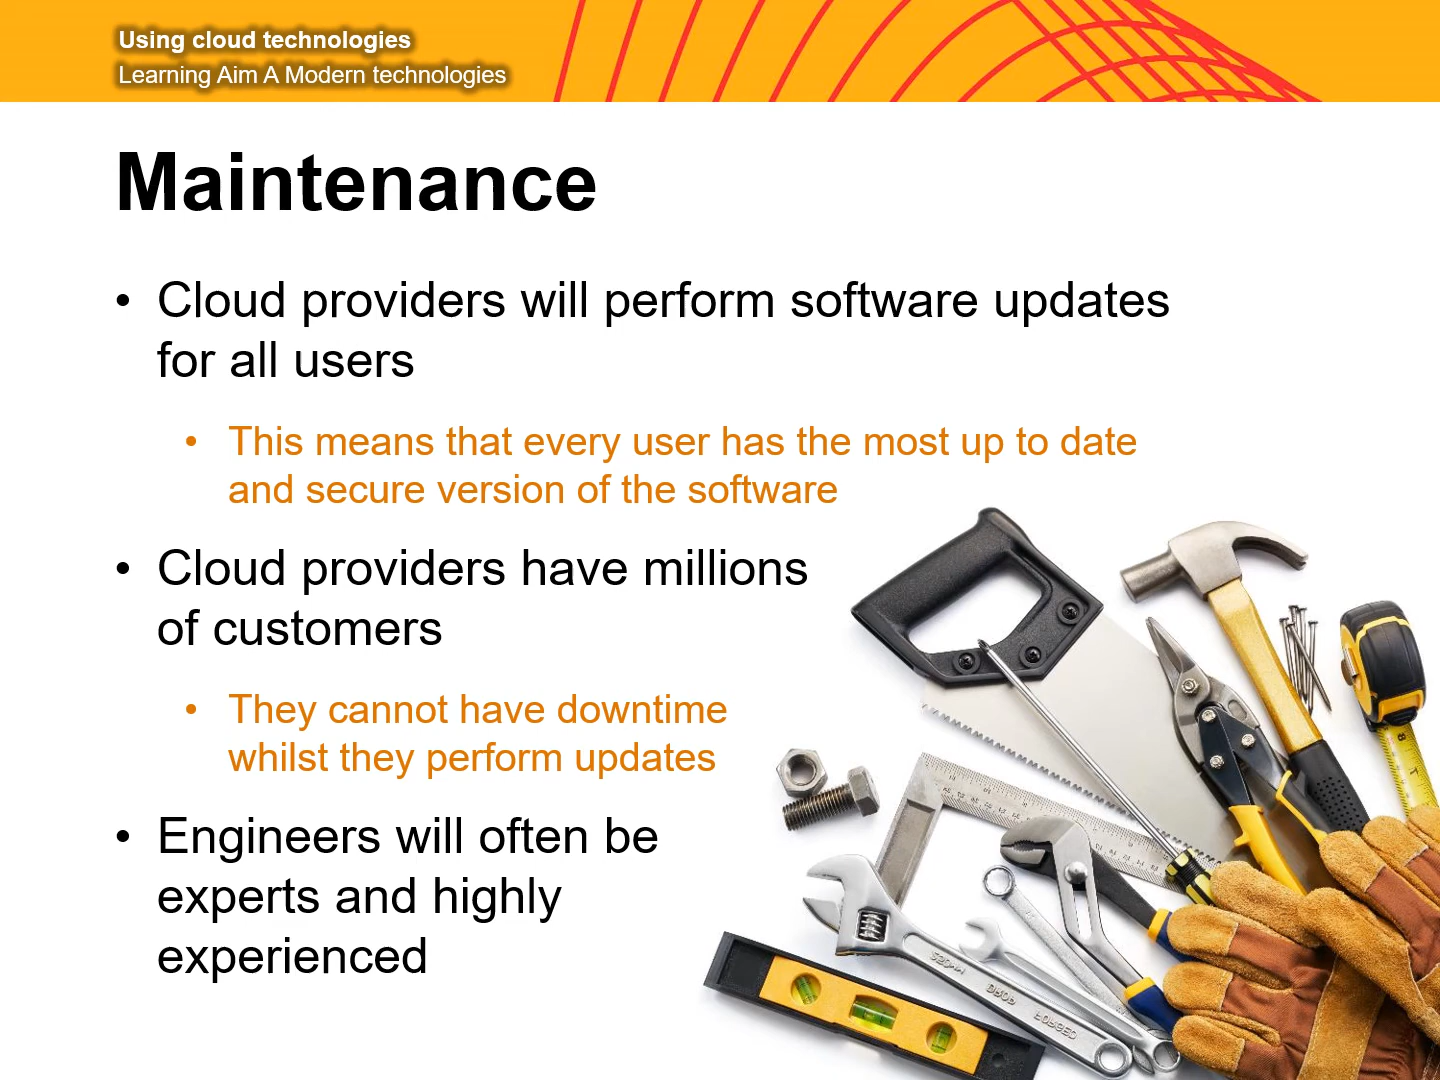 Using cloud technologies
Learning Aim A Modern technologies
Maintenance
• Cloud providers will perform software updates
for all users
• This means that every user has the most up to date
and secure version of the software
• Cloud providers have millions
of customers
• They cannot have downtime
whilst they perform updates
• Engineers will often be
experts and highly
experienced